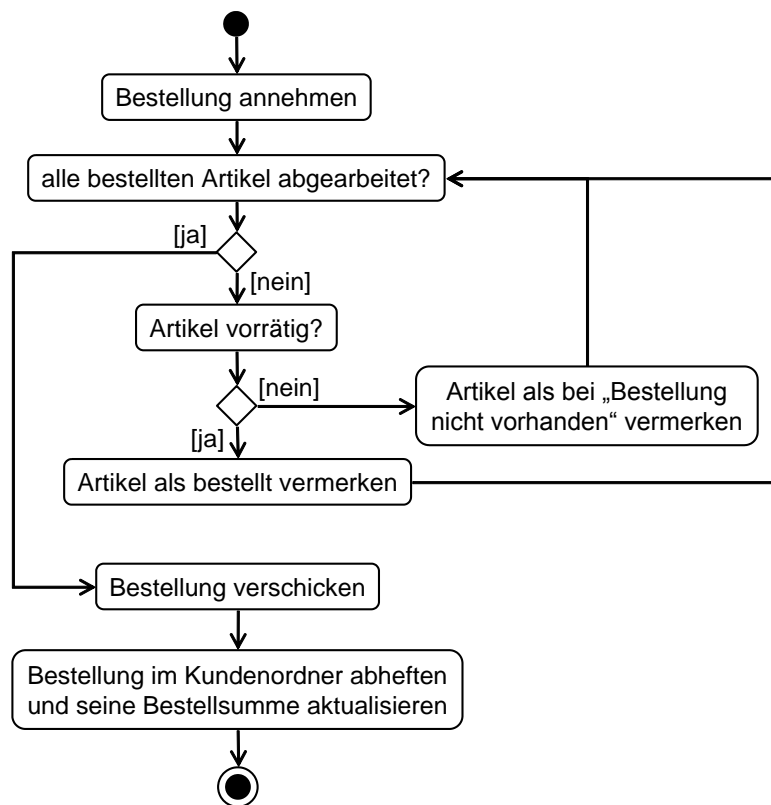 Bestellung annehmen
alle bestellten Artikel abgearbeitet?
[ja]
[nein]
Artikel vorrätig?
[nein]
Artikel als bei „Bestellung
nicht vorhanden“ vermerken
[ja]
Artikel als bestellt vermerken
Bestellung verschicken
Bestellung im Kundenordner abheften
und seine Bestellsumme aktualisieren